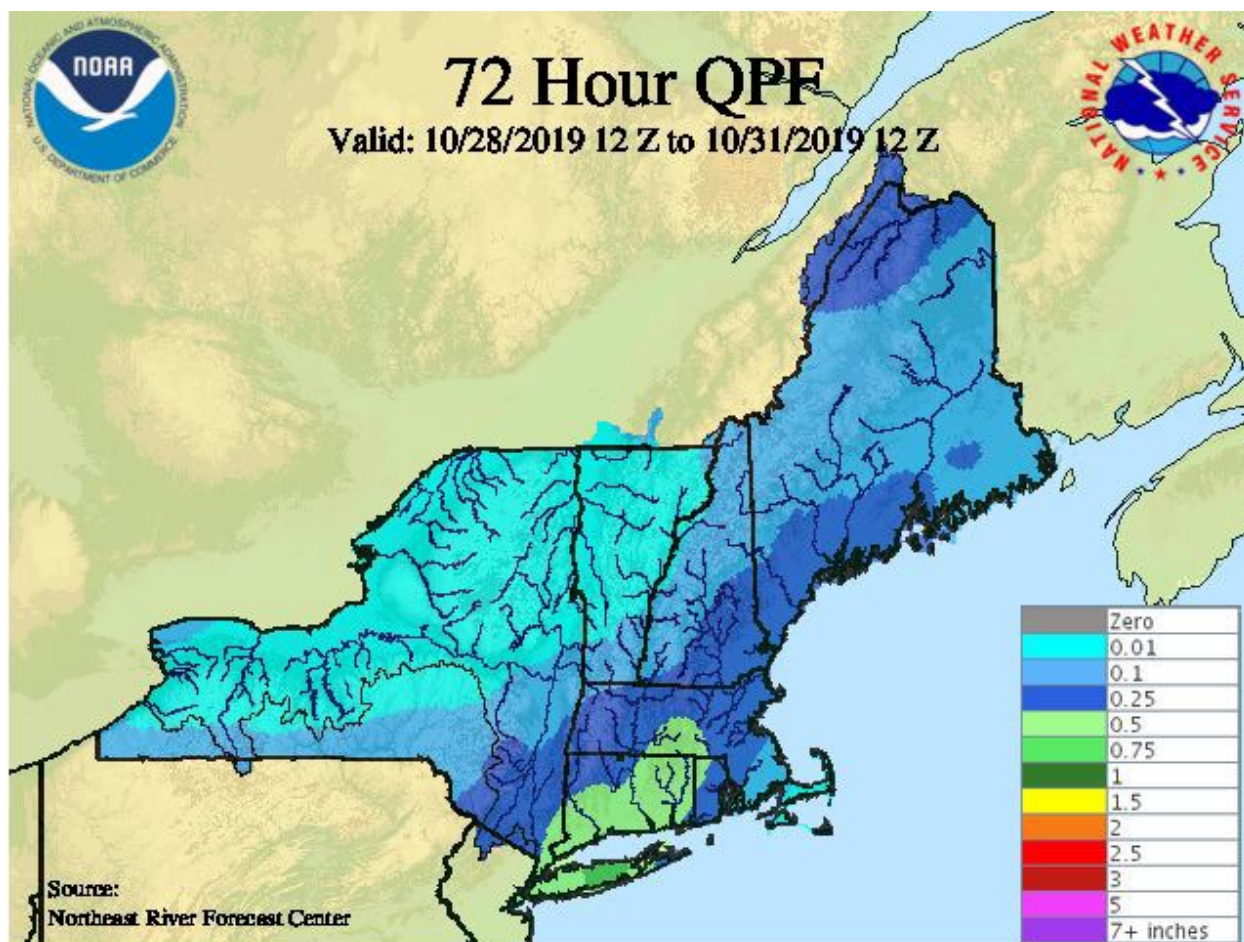 72 Hour QPF
Valid: 10/28/2019 12 Z to 10/31/2019 12 Z
NOAA
NATIONAL OCEANIC AND ATMOSPHERIC ADMINISTRATION
U.S. DEPARTMENT OF COMMERCE
NATIONAL WEATHER SERVICE
Zero
0.01
0.1
0.25
0.5
0.75
1
1.5
2
2.5
3
5
7+ inches
Source:
Northeast River Forecast Center